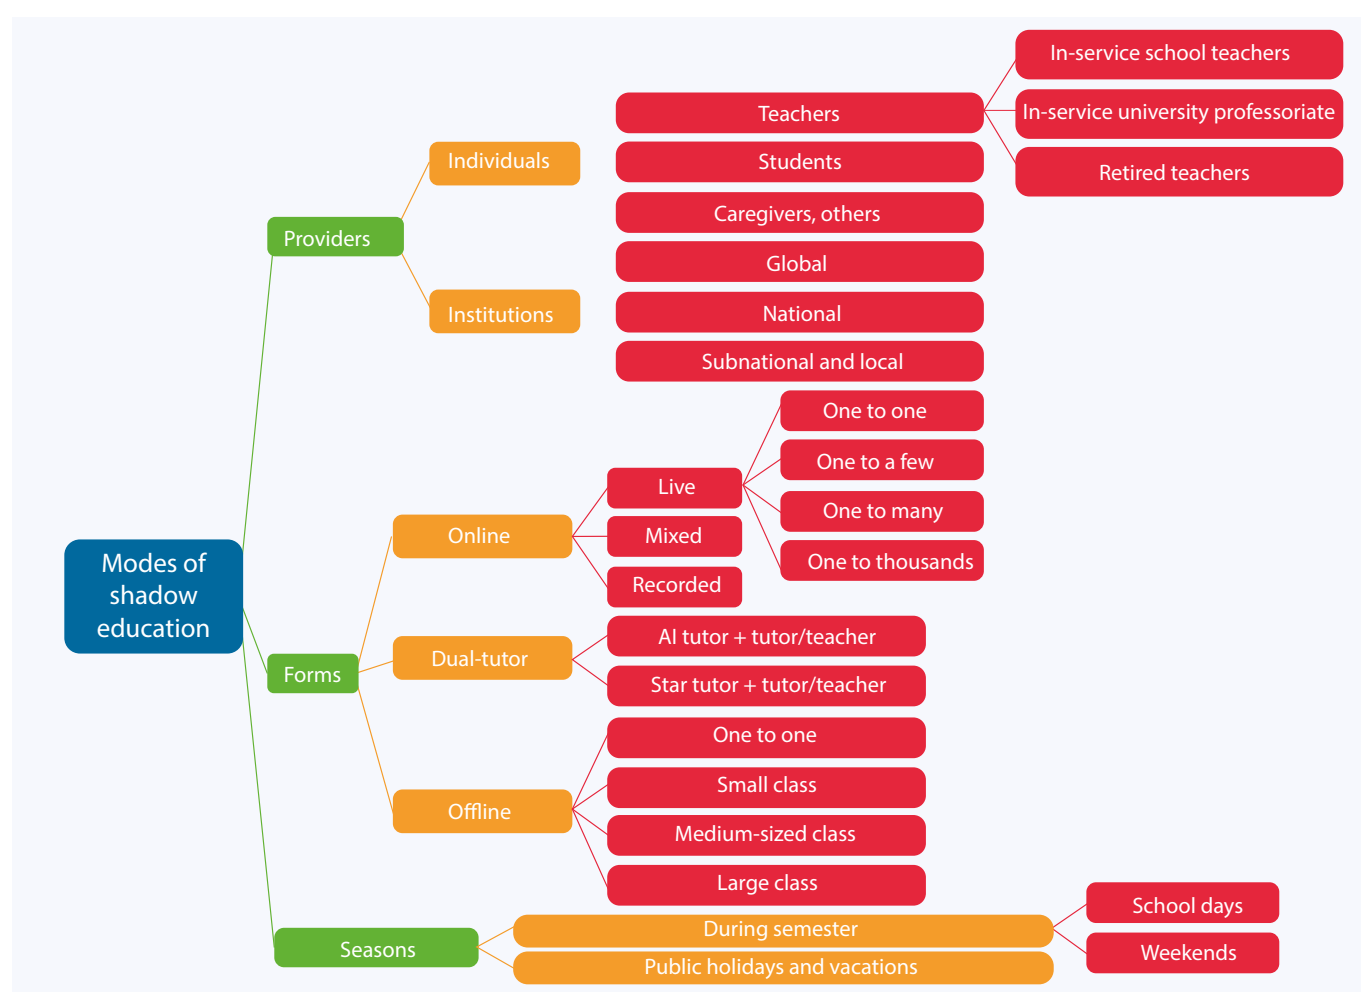 Modes of
shadow
education
Providers
Individuals
Institutions
Teachers
In-service school teachers
In-service university professoriate
Retired teachers
Students
Caregivers, others
Global
National
Subnational and local
Forms
Online
Live
One to one
One to a few
One to many
One to thousands
Mixed
Recorded
Dual-tutor
AI tutor + tutor/teacher
Star tutor + tutor/teacher
Offline
One to one
Small class
Medium-sized class
Large class
Seasons
During semester
School days
Weekends
Public holidays and vacations